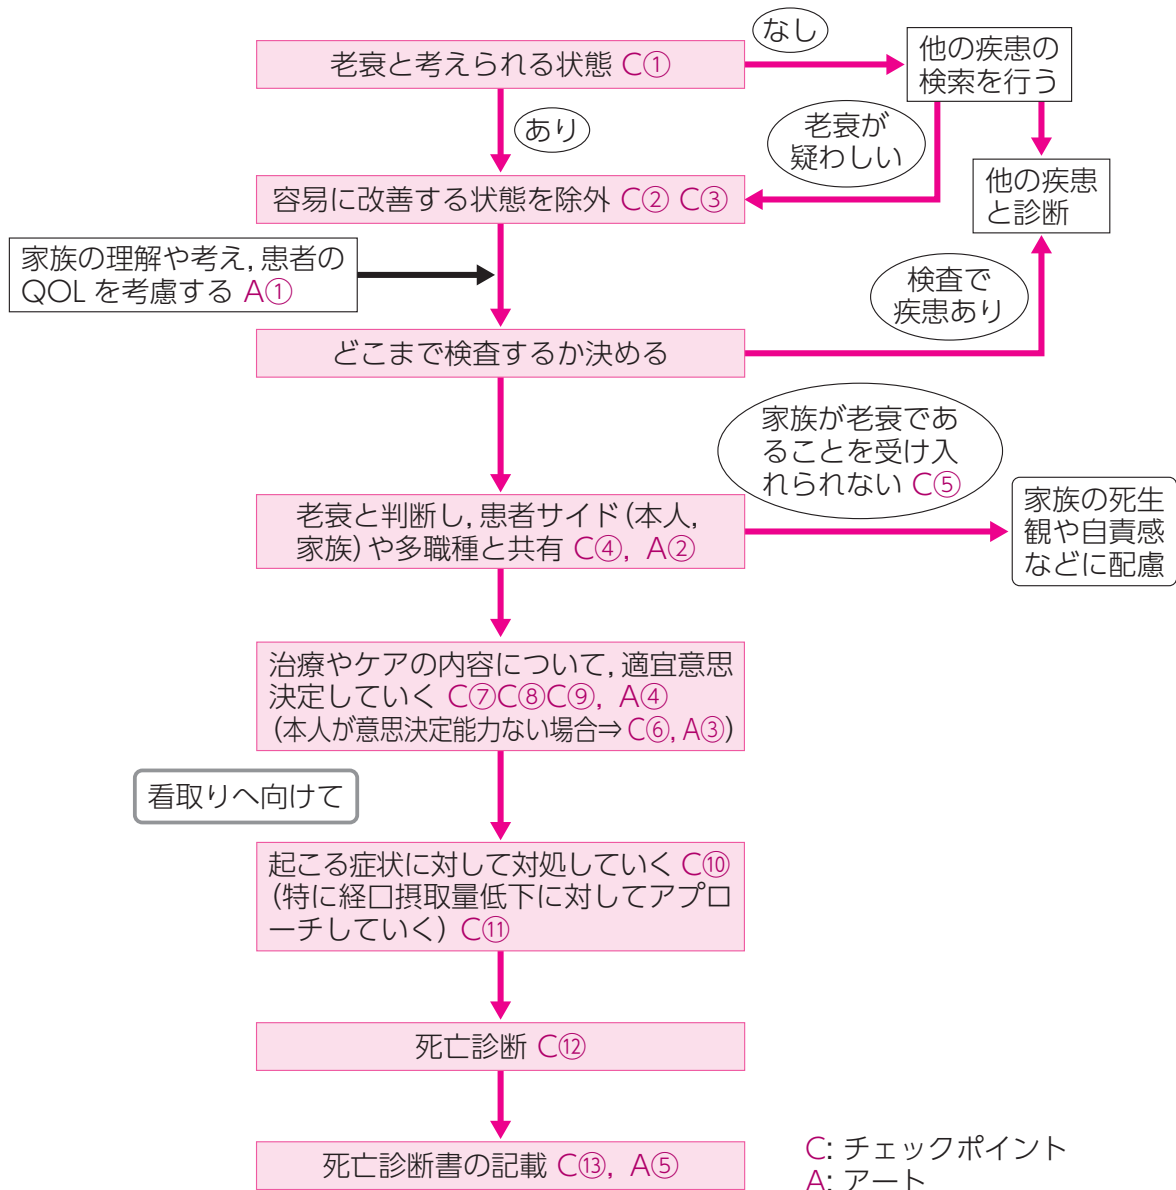 なし
老衰と考えられる状態 C①
他の疾患の
検索を行う
あり
老衰が
疑わしい
他の疾患
と診断
容易に改善する状態を除外 C② C③
家族の理解や考え,患者の
QOL を考慮する A①
検査で
疾患あり
どこまで検査するか決める
家族が老衰であ
ることを受け入
れられない C⑤
老衰と判断し,患者サイド(本人,
家族)や多職種と共有 C④, A②
家族の死生
観や自責感
などに配慮
治療やケアの内容について,適宜意思
決定していく C⑦C⑧C⑨, A④
(本人が意思決定能力ない場合⇒C⑥,A③)
看取りへ向けて
起こる症状に対して対処していく C⑩
(特に経口摂取量低下に対してアプロ
ーチしていく) C⑪
死亡診断 C⑫
死亡診断書の記載 C⑬, A⑤
C: チェックポイント
A: アート